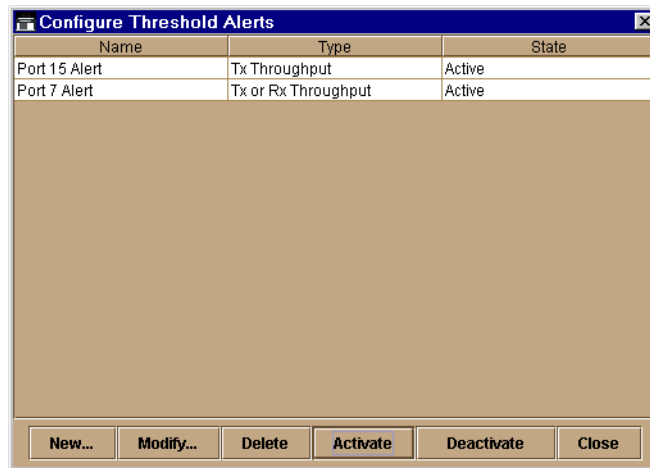 Configure Threshold Alerts
Name Type State
Port 15 Alert Tx Throughput Active
Port 7 Alert Tx or Rx Throughput Active
New... Modify... Delete Activate Deactivate Close